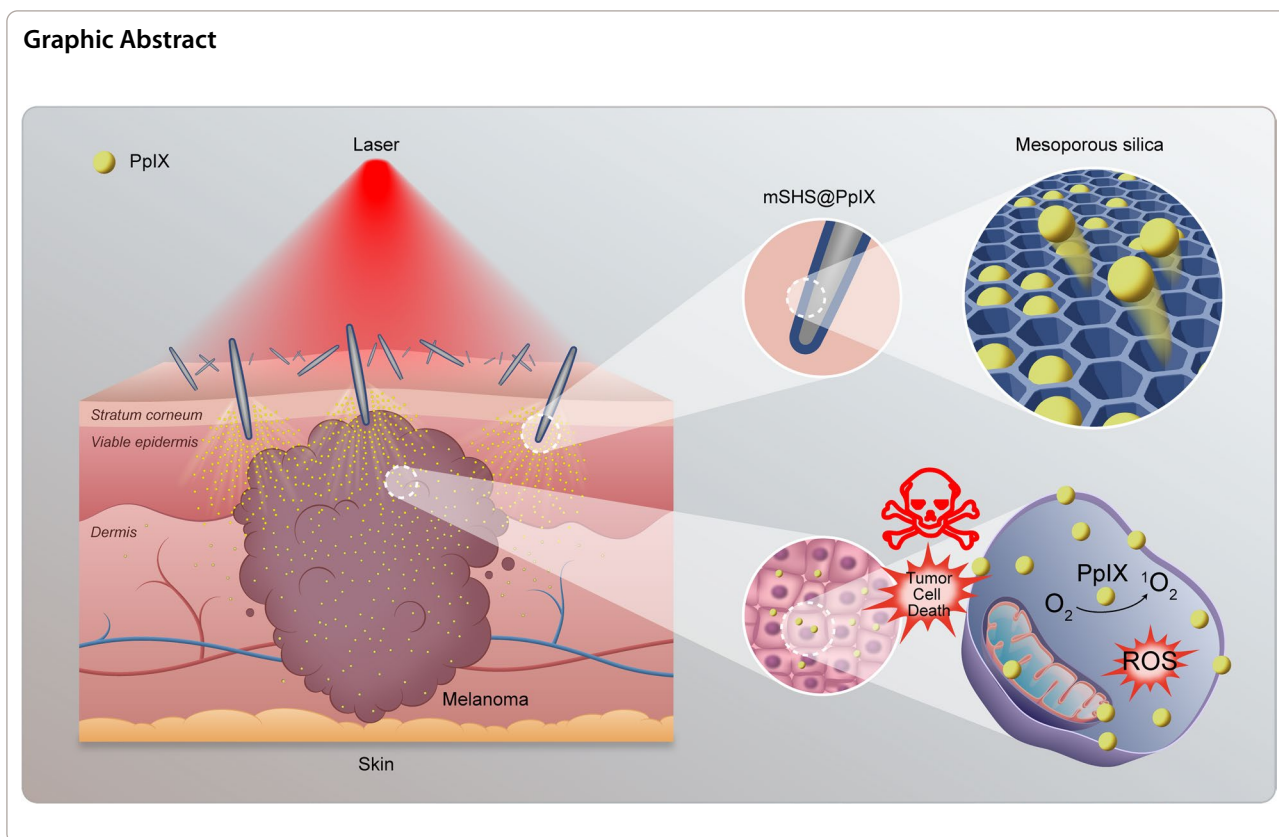 Graphic Abstract
PpIX
Laser
mSHS@PpIX
Mesoporous silica
Stratum corneum
Viable epidermis
Dermis
Melanoma
Skin
Tumor
Cell
Death
PpIX
O₂
¹O₂
ROS